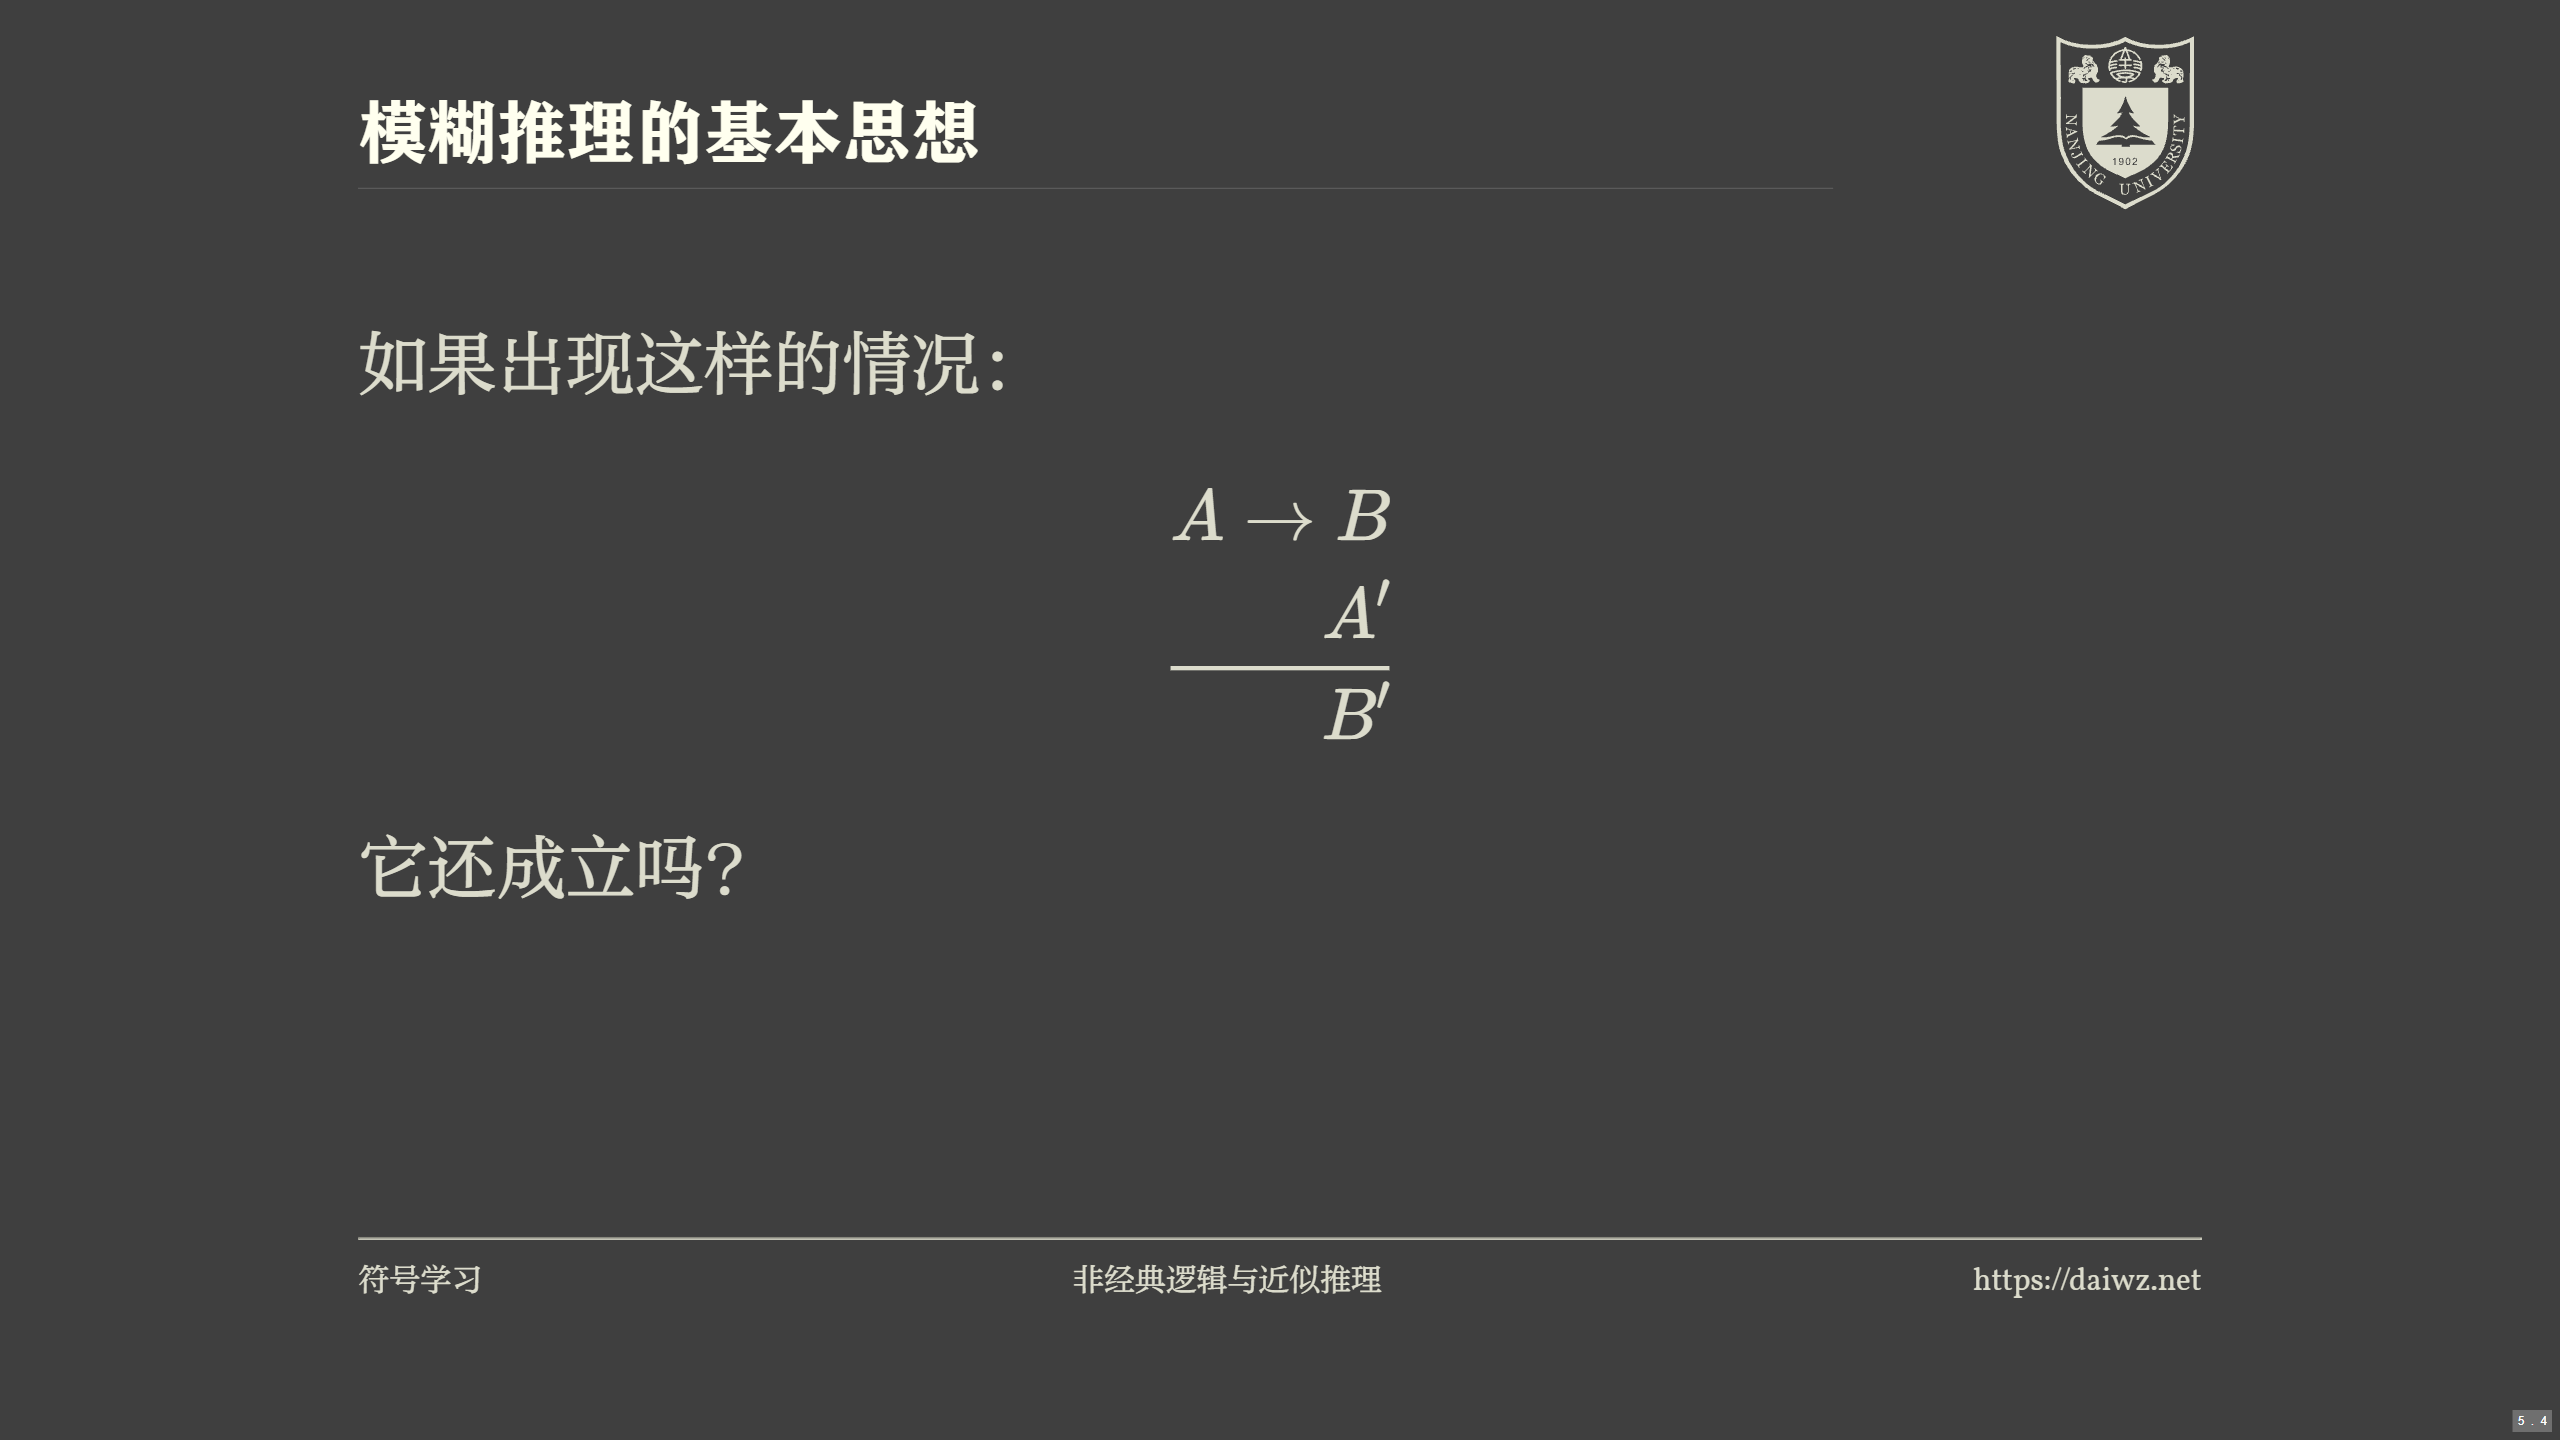 模糊推理的基本思想
NANJING UNIVERSITY
1902
如果出现这样的情况：
A → B
A′
B′
它还成立吗？
符号学习
非经典逻辑与近似推理
https://daiwz.net
5 . 4